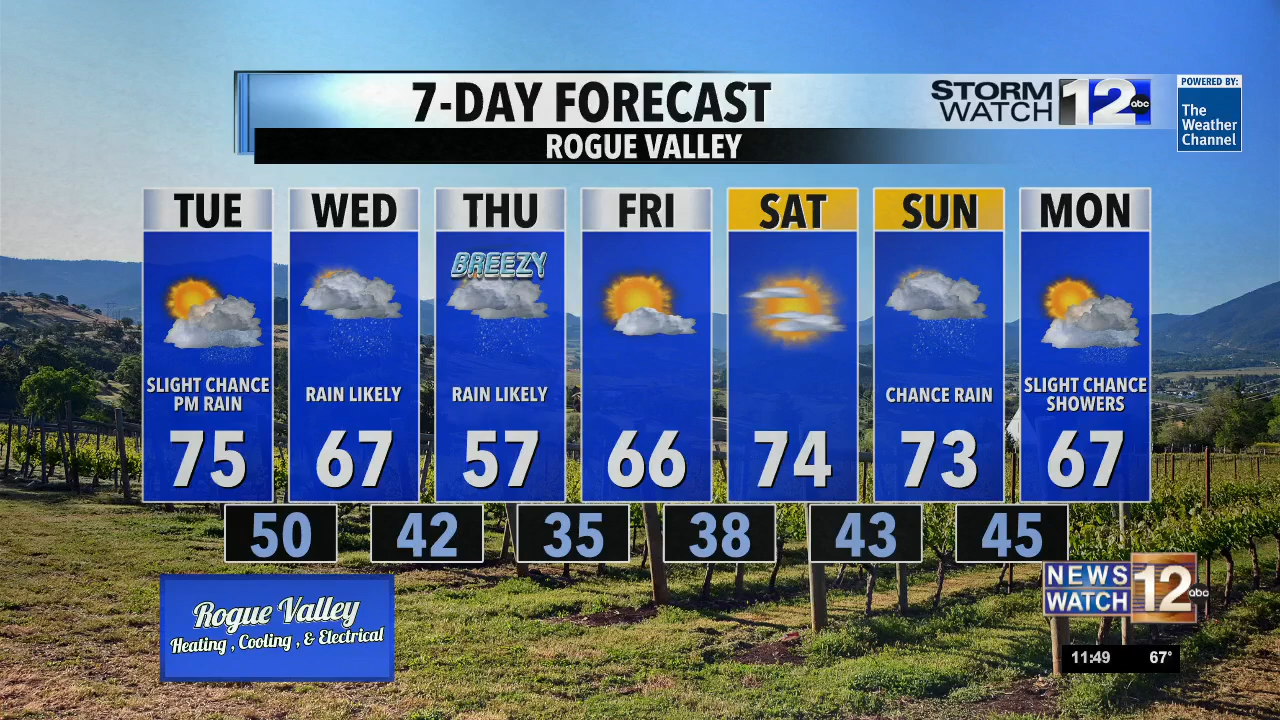 7-DAY FORECAST
ROGUE VALLEY
STORM
WATCH 12 abc
POWERED BY:
The
Weather
Channel
TUE WED THU FRI SAT SUN MON
BREEZY
SLIGHT CHANCE
PM RAIN
RAIN LIKELY
RAIN LIKELY
CHANCE RAIN
SLIGHT CHANCE
SHOWERS
75 67 57 66 74 73 67
50 42 35 38 43 45
Rogue Valley
Heating , Cooling , & Electrical
NEWS
WATCH 12 abc
11:49 67°